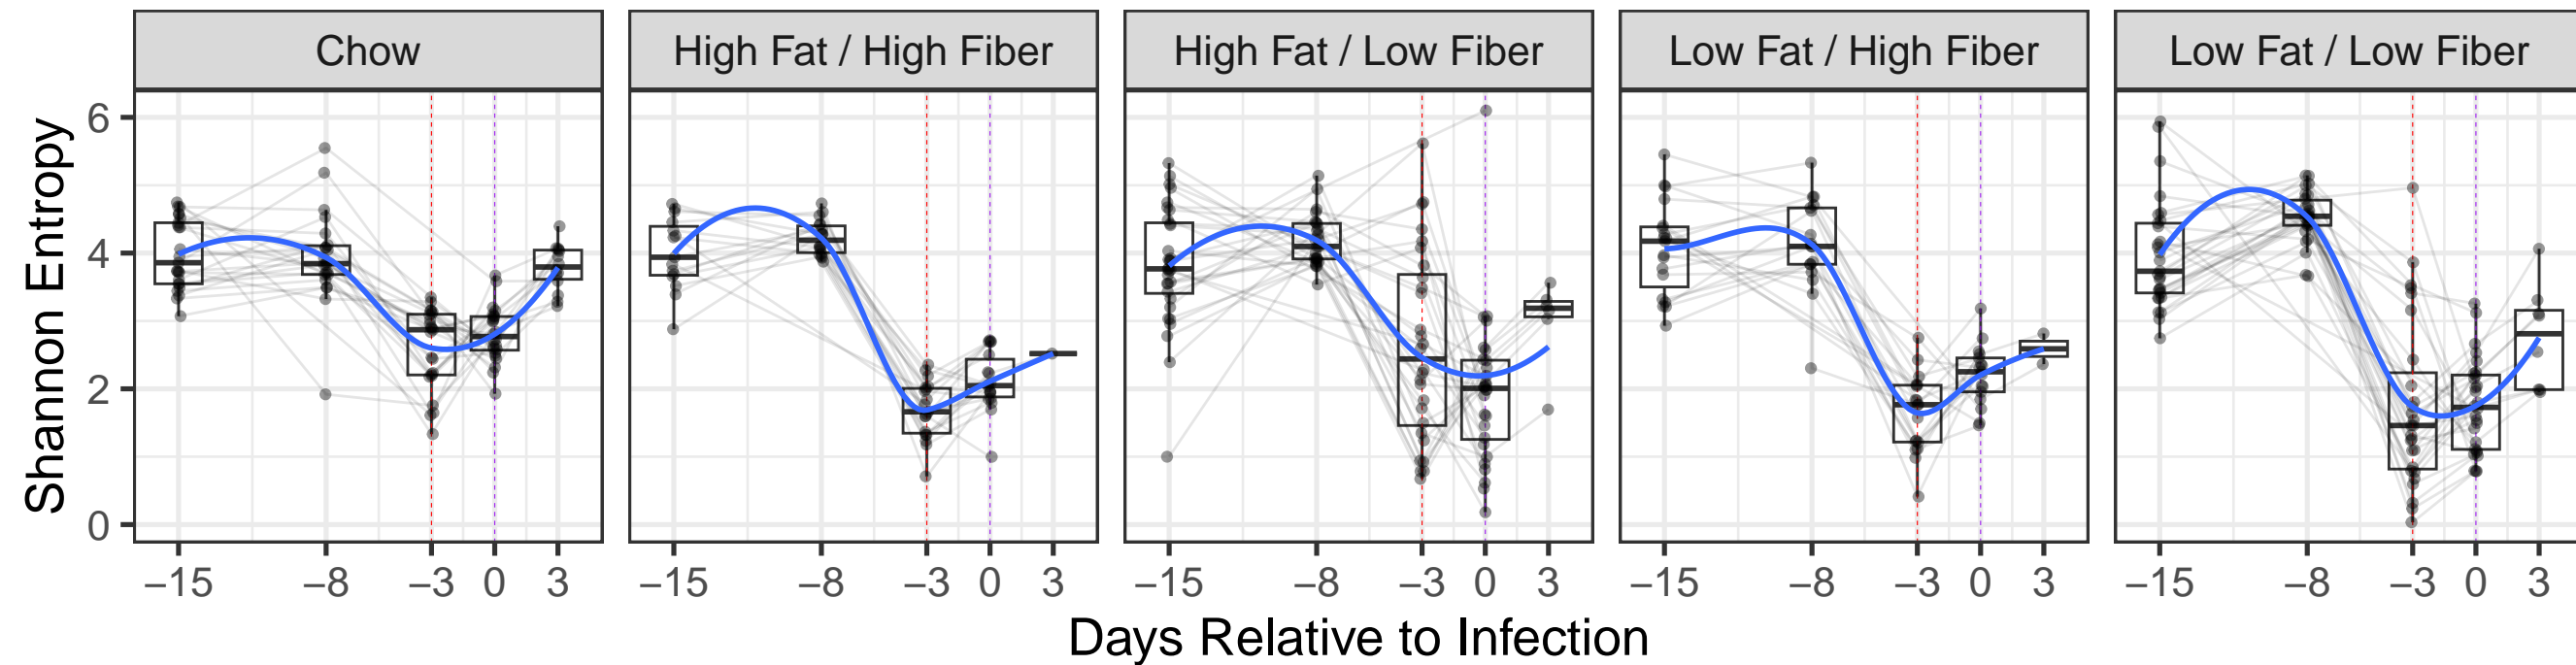 Chow
High Fat / High Fiber
High Fat / Low Fiber
Low Fat / High Fiber
Low Fat / Low Fiber
Shannon Entropy
6
4
2
0
−15 −8 −3 0 3
−15 −8 −3 0 3
−15 −8 −3 0 3
−15 −8 −3 0 3
−15 −8 −3 0 3
Days Relative to Infection